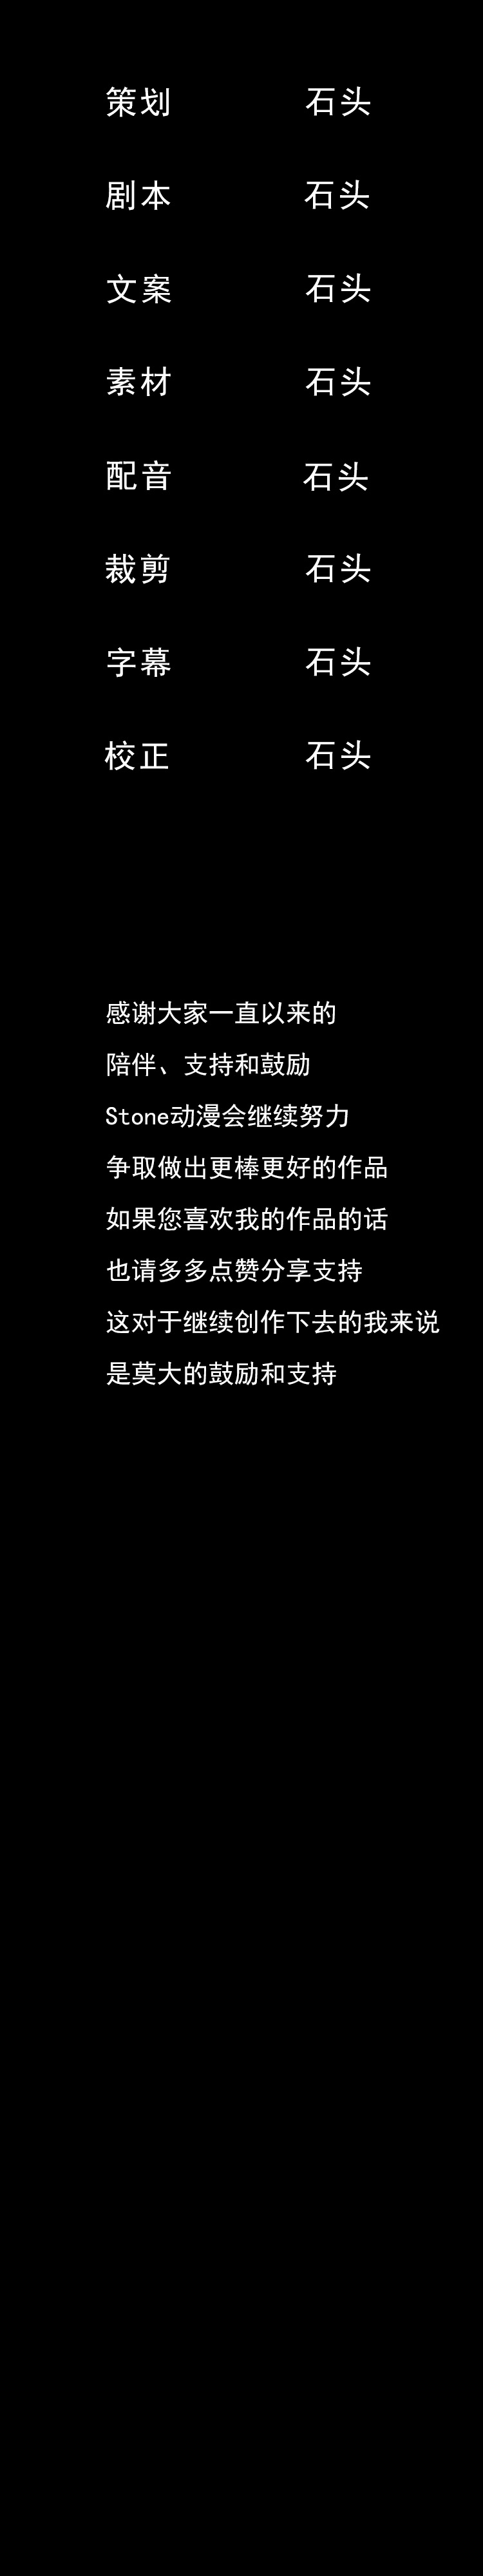 策划 石头
剧本 石头
文案 石头
素材 石头
配音 石头
裁剪 石头
字幕 石头
校正 石头
感谢大家一直以来的
陪伴、支持和鼓励
Stone动漫会继续努力
争取做出更棒更好的作品
如果您喜欢我的作品的话
也请多多点赞分享支持
这对于继续创作下去的我来说
是莫大的鼓励和支持